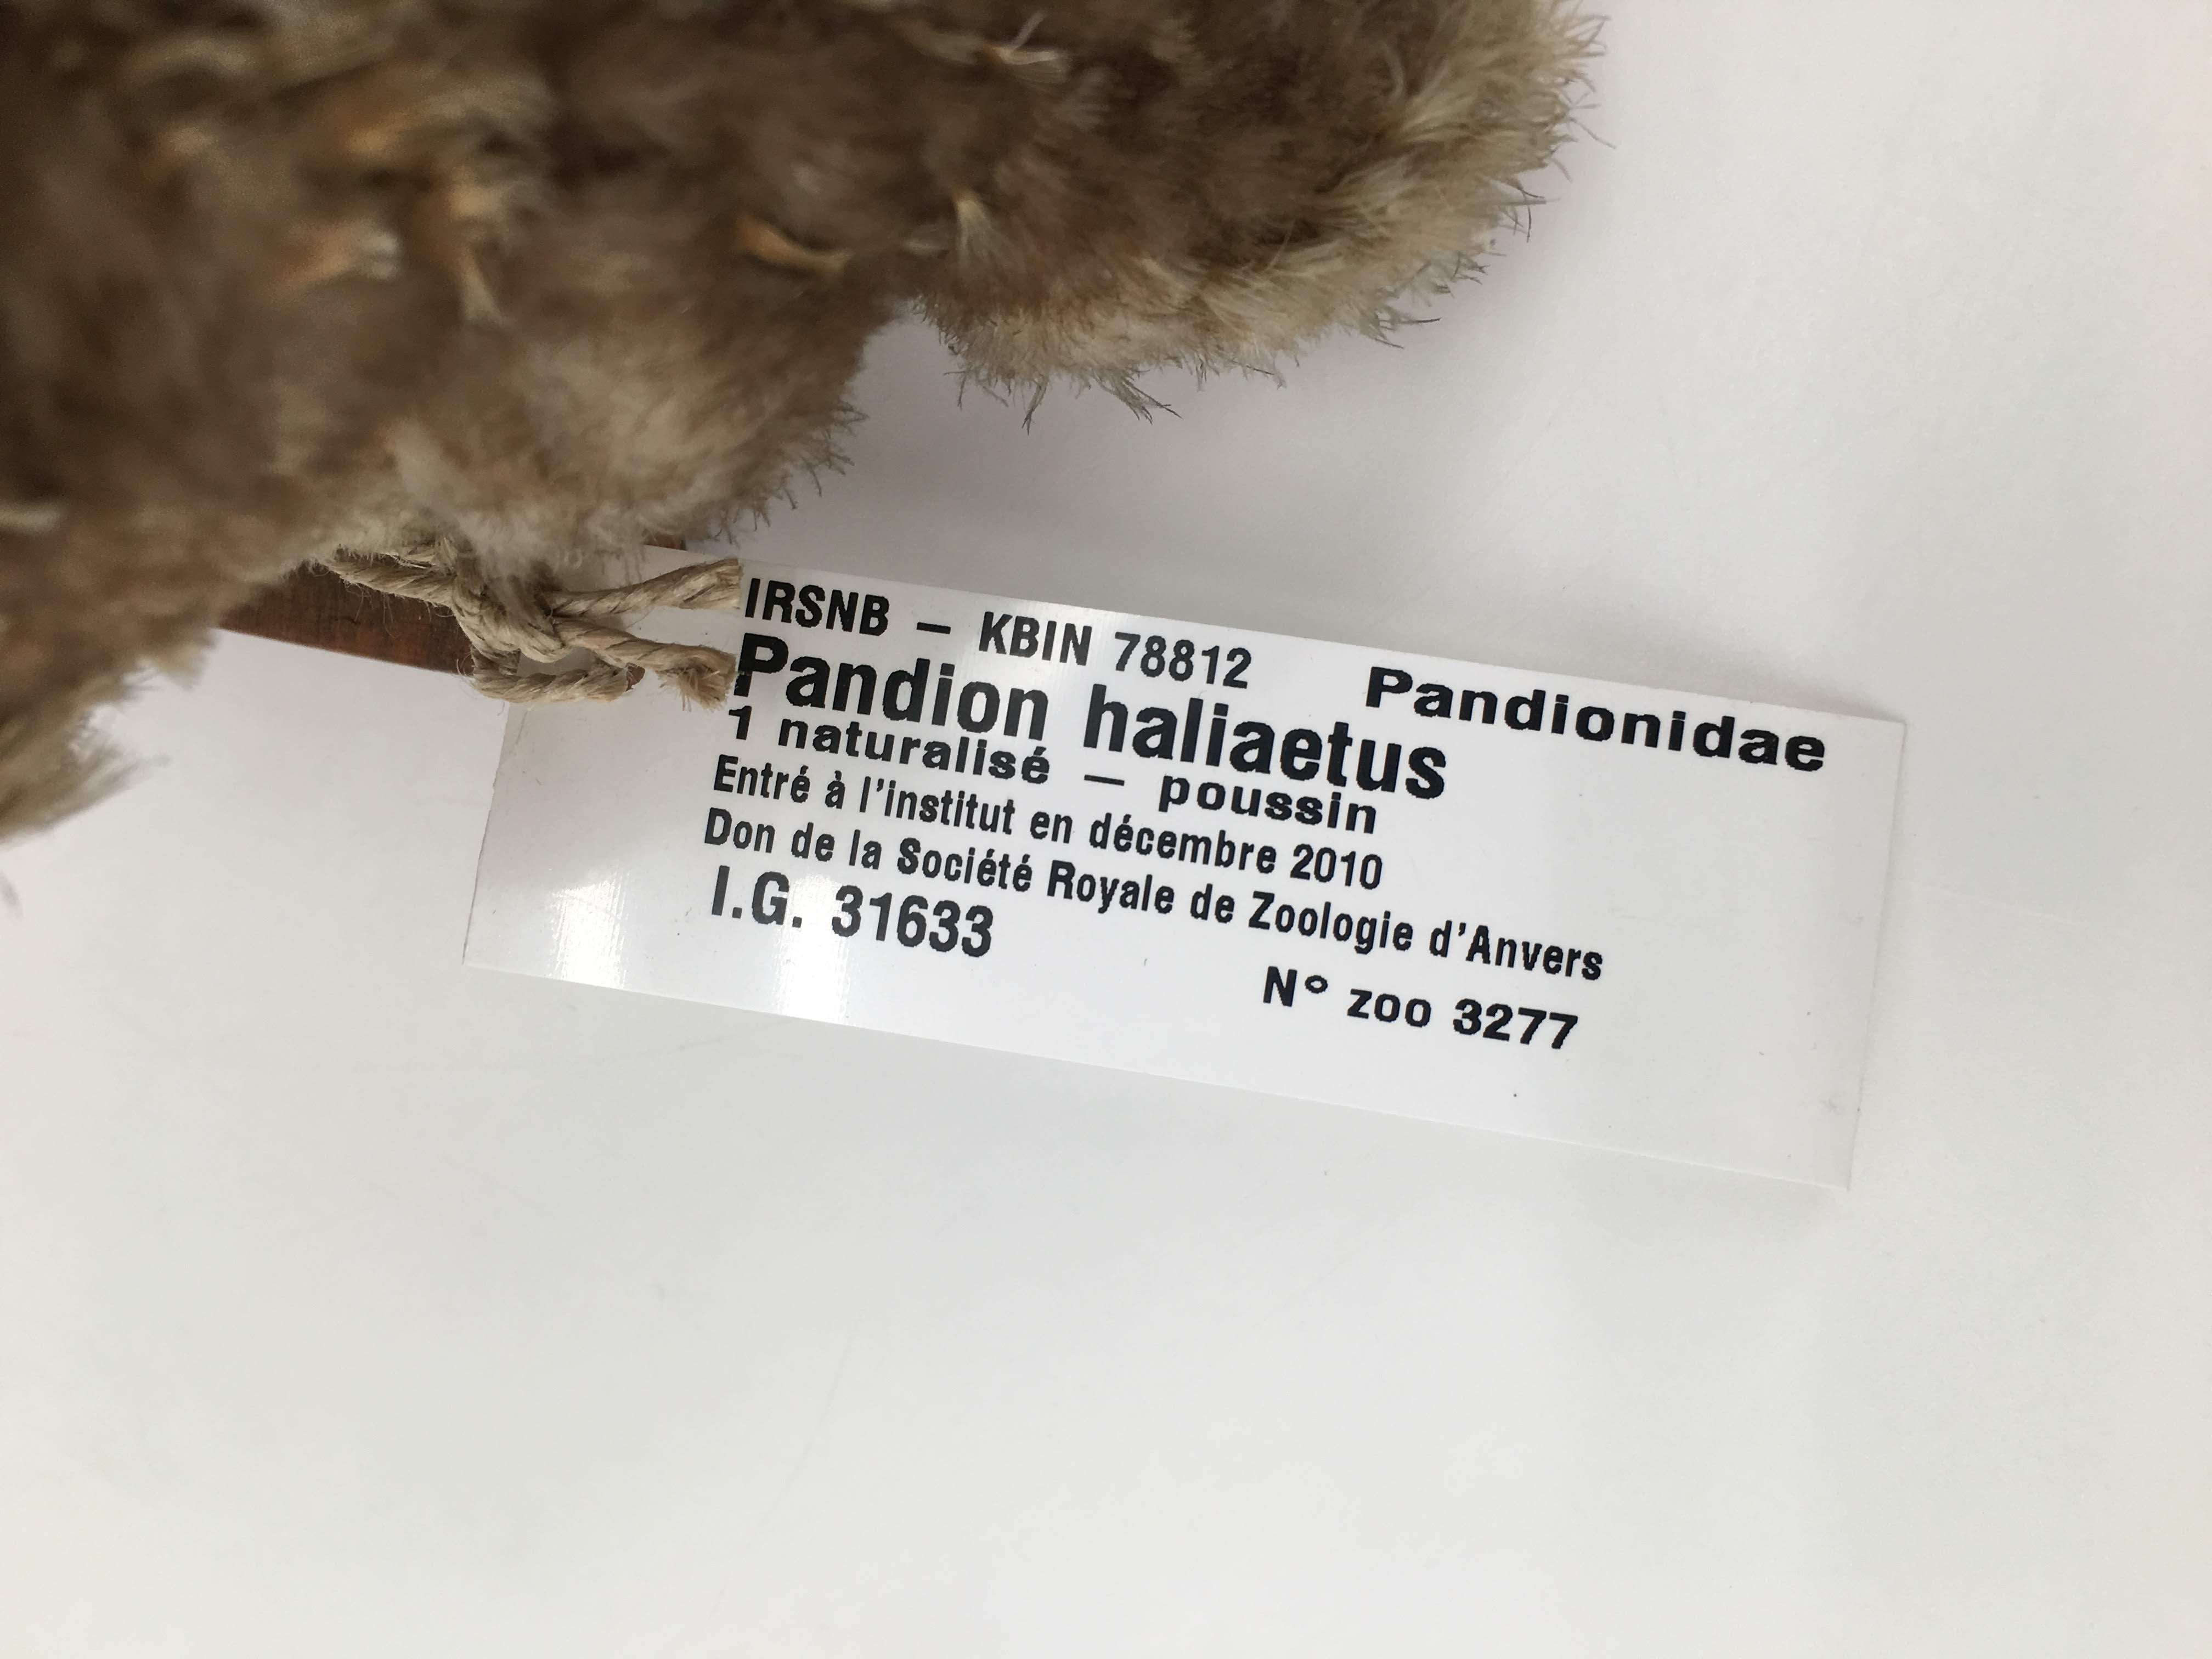 IRSNB – KBIN 78812 Pandionidae
Pandion haliaetus
1 naturalisé – poussin
Entré à l'institut en décembre 2010
Don de la Société Royale de Zoologie d'Anvers
I.G. 31633
N° zoo 3277